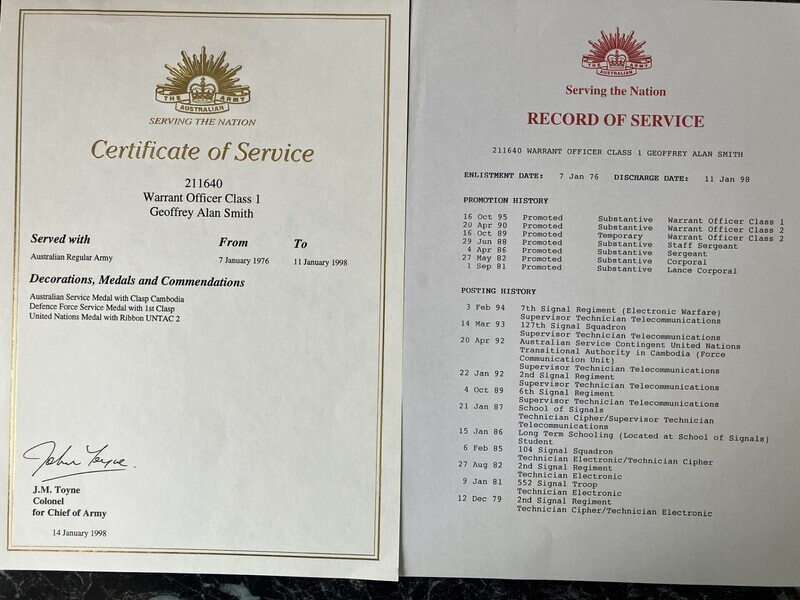 THE AUSTRALIAN ARMY
SERVING THE NATION
Certificate of Service
211640
Warrant Officer Class 1
Geoffrey Alan Smith
Served with From To
Australian Regular Army 7 January 1976 11 January 1998
Decorations, Medals and Commendations
Australian Service Medal with Clasp Cambodia
Defence Force Service Medal with 1st Clasp
United Nations Medal with Ribbon UNTAC 2
John Toyne.
J.M. Toyne
Colonel
for Chief of Army
14 January 1998
THE AUSTRALIAN ARMY
Serving the Nation
RECORD OF SERVICE
211640 WARRANT OFFICER CLASS 1 GEOFFREY ALAN SMITH
ENLISTMENT DATE: 7 Jan 76 DISCHARGE DATE: 11 Jan 98
PROMOTION HISTORY
16 Oct 95 Promoted Substantive Warrant Officer Class 1
20 Apr 90 Promoted Substantive Warrant Officer Class 2
16 Oct 89 Promoted Temporary Warrant Officer Class 2
29 Jun 88 Promoted Substantive Staff Sergeant
4 Apr 86 Promoted Substantive Sergeant
27 May 82 Promoted Substantive Corporal
1 Sep 81 Promoted Substantive Lance Corporal
POSTING HISTORY
3 Feb 94 7th Signal Regiment (Electronic Warfare)
Supervisor Technician Telecommunications
14 Mar 93 127th Signal Squadron
Supervisor Technician Telecommunications
20 Apr 92 Australian Service Contingent United Nations
Transitional Authority in Cambodia (Force
Communication Unit)
Supervisor Technician Telecommunications
22 Jan 92 2nd Signal Regiment
Supervisor Technician Telecommunications
4 Oct 89 6th Signal Regiment
Supervisor Technician Telecommunications
21 Jan 87 School of Signals
Technician Cipher/Supervisor Technician
Telecommunications
15 Jan 86 Long Term Schooling (Located at School of Signals)
Student
6 Feb 85 104 Signal Squadron
Technician Electronic/Technician Cipher
27 Aug 82 2nd Signal Regiment
Technician Electronic
9 Jan 81 552 Signal Troop
Technician Electronic
12 Dec 79 2nd Signal Regiment
Technician Cipher/Technician Electronic